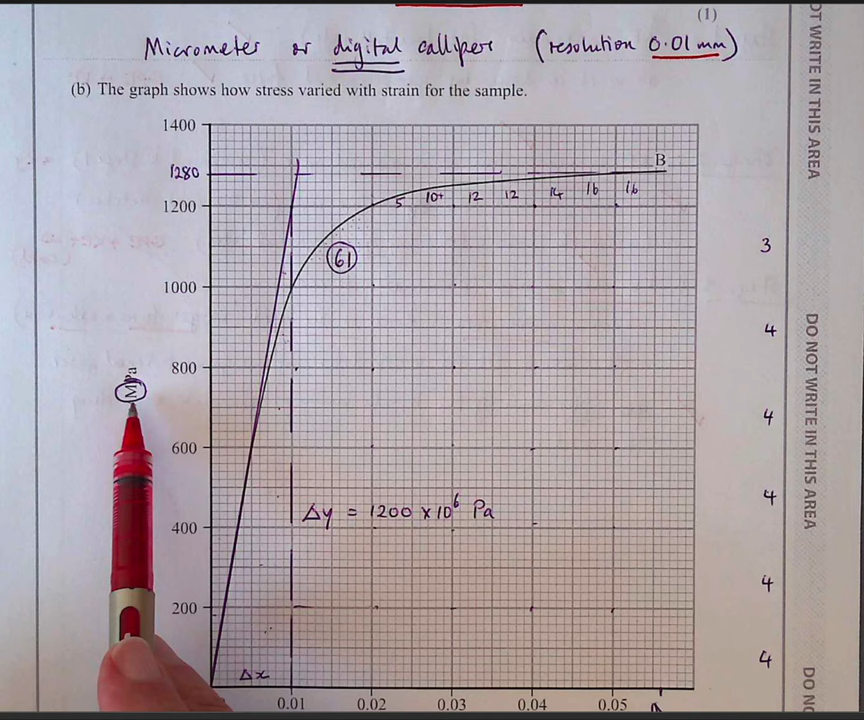 (1)
Micrometer or digital callipers (resolution 0.01 mm)
(b) The graph shows how stress varied with strain for the sample.
1400
1280
B
1200
5 10+ 12 12 14 16 16
61
3
1000
4
800
MPa
4
600
Δy = 1200 × 10⁶ Pa
4
400
4
200
4
Δx
0.01 0.02 0.03 0.04 0.05
OT WRITE IN THIS AREA
DO NOT WRITE IN THIS AREA
DO NO